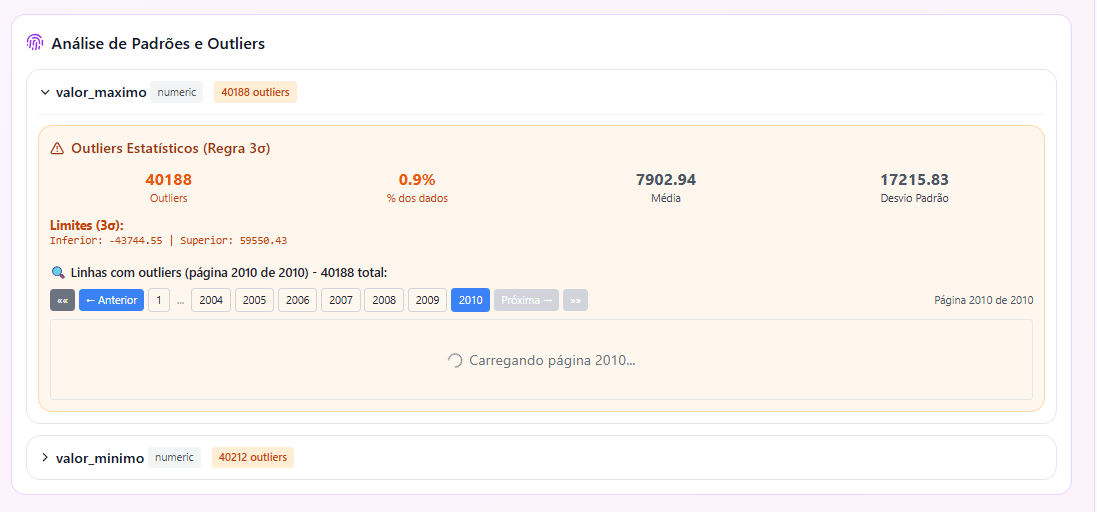 Análise de Padrões e Outliers
valor_maximo numeric 40188 outliers
Outliers Estatísticos (Regra 3σ)
40188 0.9% 7902.94 17215.83
Outliers % dos dados Média Desvio Padrão
Limites (3σ):
Inferior: -43744.55 | Superior: 59550.43
Linhas com outliers (página 2010 de 2010) - 40188 total:
«« ← Anterior 1 ... 2004 2005 2006 2007 2008 2009 2010 Próxima → »» Página 2010 de 2010
Carregando página 2010...
valor_minimo numeric 40212 outliers